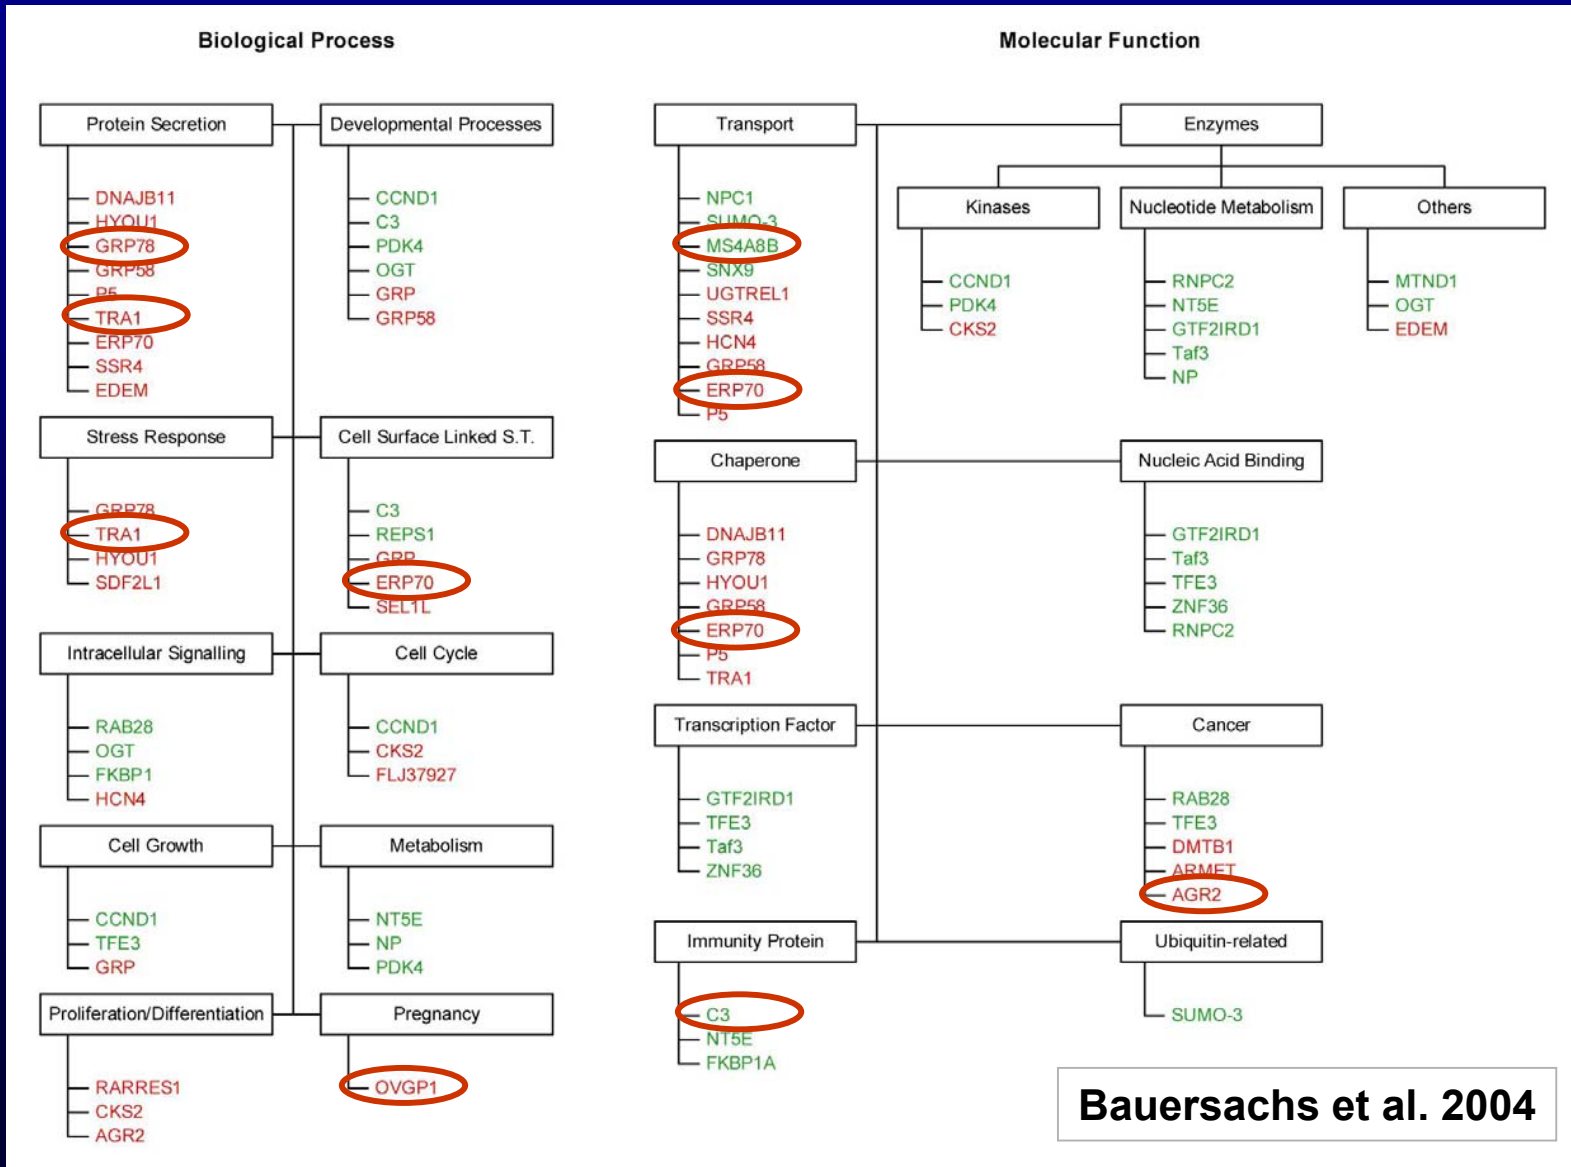 Biological Process
Protein Secretion
DNAJB11
HYOU1
GRP78
GRP58
P5
TRA1
ERP70
SSR4
EDEM
Developmental Processes
CCND1
C3
PDK4
OGT
GRP
GRP58
Stress Response
GRP78
TRA1
HYOU1
SDF2L1
Cell Surface Linked S.T.
C3
REPS1
GRP
ERP70
SEL1L
Intracellular Signalling
RAB28
OGT
FKBP1
HCN4
Cell Cycle
CCND1
CKS2
FLJ37927
Cell Growth
CCND1
TFE3
GRP
Metabolism
NT5E
NP
PDK4
Proliferation/Differentiation
RARRES1
CKS2
AGR2
Pregnancy
OVGP1
Molecular Function
Transport
NPC1
SUMO-3
MS4A8B
SNX9
UGTREL1
SSR4
HCN4
GRP58
ERP70
P5
Enzymes
Kinases
CCND1
PDK4
CKS2
Nucleotide Metabolism
RNPC2
NT5E
GTF2IRD1
Taf3
NP
Others
MTND1
OGT
EDEM
Chaperone
DNAJB11
GRP78
HYOU1
GRP58
ERP70
P5
TRA1
Nucleic Acid Binding
GTF2IRD1
Taf3
TFE3
ZNF36
RNPC2
Transcription Factor
GTF2IRD1
TFE3
Taf3
ZNF36
Cancer
RAB28
TFE3
DMTB1
ARMET
AGR2
Immunity Protein
C3
NT5E
FKBP1A
Ubiquitin-related
SUMO-3
Bauersachs et al. 2004